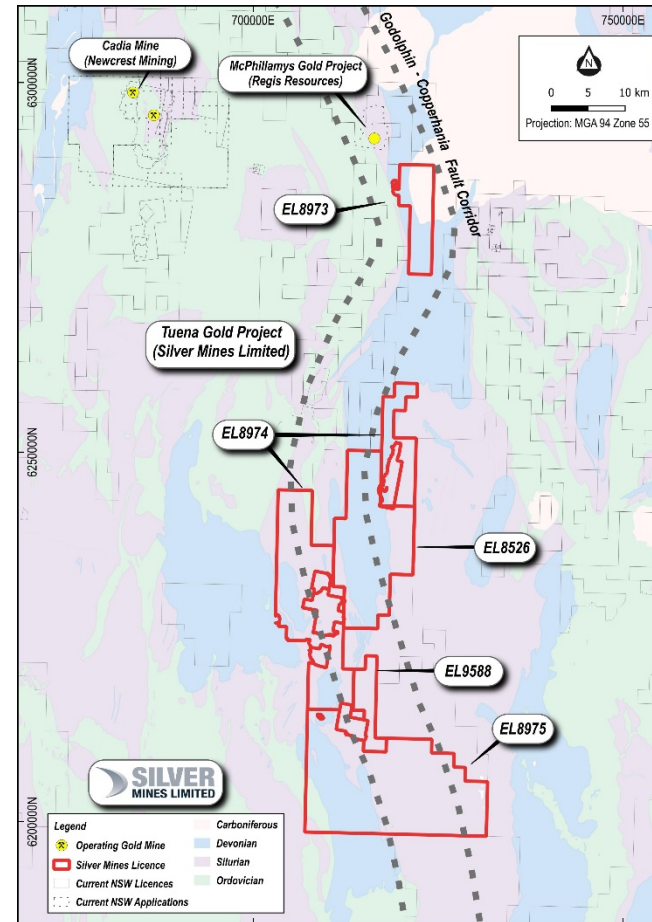 700000E
750000E
Cadia Mine
(Newcrest Mining)
McPhillamys Gold Project
(Regis Resources)
Godolphin - Copperhania Fault Corridor
N
0 5 10 km
Projection: MGA 94 Zone 55
6300000N
EL8973
Tuena Gold Project
(Silver Mines Limited)
EL8974
6250000N
EL8526
EL9588
EL8975
SILVER
MINES LIMITED
6200000N
Legend
Operating Gold Mine
Silver Mines Licence
Current NSW Licences
Current NSW Applications
Carboniferous
Devonian
Silurian
Ordovician